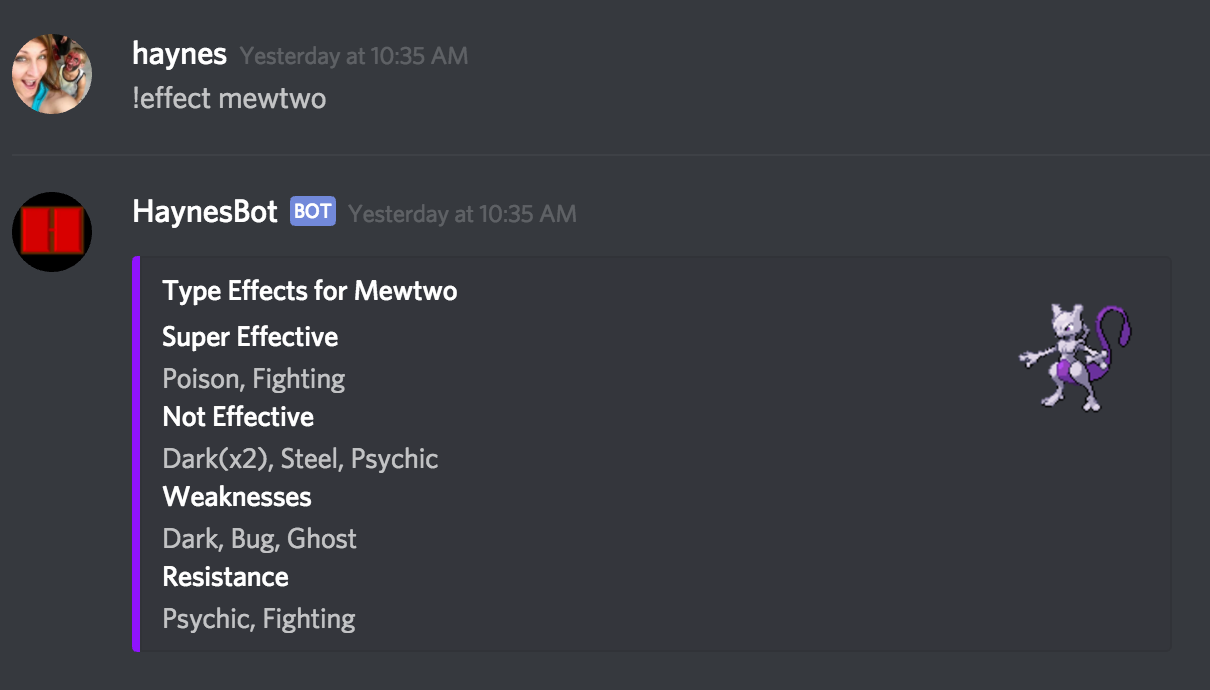 haynes Yesterday at 10:35 AM
!effect mewtwo
HaynesBot BOT Yesterday at 10:35 AM
Type Effects for Mewtwo
Super Effective
Poison, Fighting
Not Effective
Dark(x2), Steel, Psychic
Weaknesses
Dark, Bug, Ghost
Resistance
Psychic, Fighting